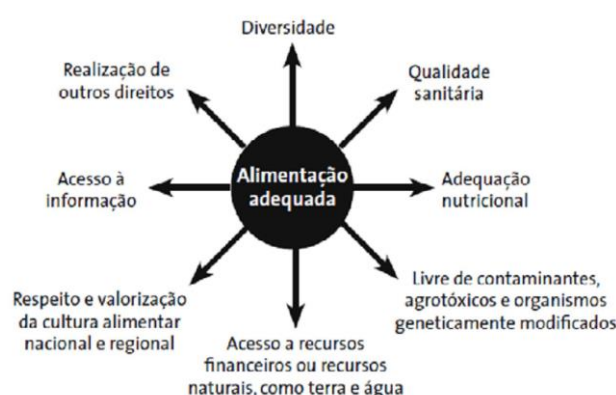 Diversidade
Realização de
outros direitos
Qualidade
sanitária
Acesso à
informação
Alimentação
adequada
Adequação
nutricional
Respeito e valorização
da cultura alimentar
nacional e regional
Livre de contaminantes,
agrotóxicos e organismos
geneticamente modificados
Acesso a recursos
financeiros ou recursos
naturais, como terra e água